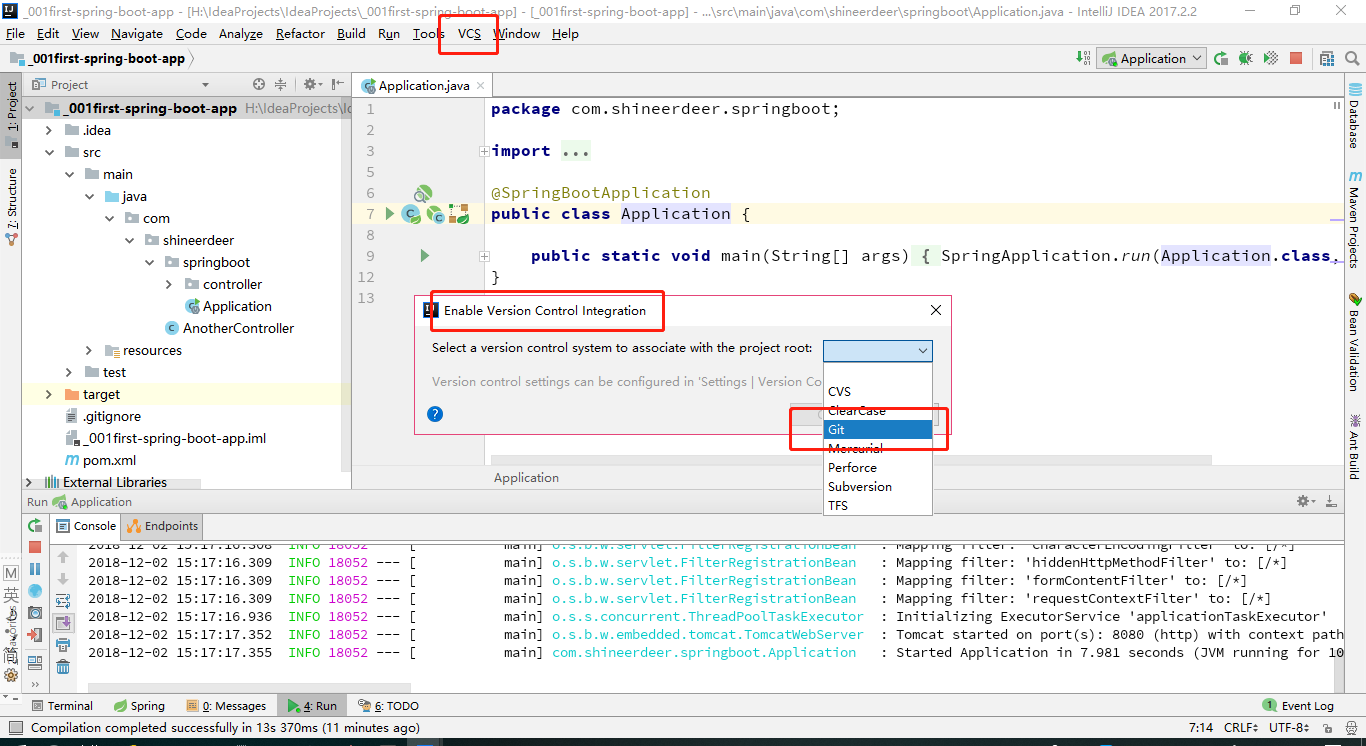 _001first-spring-boot-app - [H:\IdeaProjects\IdeaProjects\_001first-spring-boot-app] - [_001first-spring-boot-app] - ...\src\main\java\com\shineerdeer\springboot\Application.java - IntelliJ IDEA 2017.2.2
File Edit View Navigate Code Analyze Refactor Build Run Tools VCS Window Help
_001first-spring-boot-app
Application
Project
Application.java
1: Project
7: Structure
_001first-spring-boot-app H:\IdeaProjects\Id
.idea
src
main
java
com
shineerdeer
springboot
controller
Application
AnotherController
resources
test
target
.gitignore
_001first-spring-boot-app.iml
pom.xml
External Libraries
1 package com.shineerdeer.springboot;
2
3 import ...
5
6 @SpringBootApplication
7 public class Application {
8
9 public static void main(String[] args) { SpringApplication.run(Application.class,
12 }
13
Enable Version Control Integration
Select a version control system to associate with the project root:
Version control settings can be configured in 'Settings | Version Co
?
CVS
ClearCase
Git
Mercurial
Perforce
Subversion
TFS
Application
Database
Maven Projects
Bean Validation
Ant Build
Run Application
Console Endpoints
2018-12-02 15:17:16.308 INFO 18052 --- [ main] o.s.b.w.servlet.FilterRegistrationBean : Mapping filter: 'characterEncodingFilter' to: [/*]
2018-12-02 15:17:16.309 INFO 18052 --- [ main] o.s.b.w.servlet.FilterRegistrationBean : Mapping filter: 'hiddenHttpMethodFilter' to: [/*]
2018-12-02 15:17:16.309 INFO 18052 --- [ main] o.s.b.w.servlet.FilterRegistrationBean : Mapping filter: 'formContentFilter' to: [/*]
2018-12-02 15:17:16.309 INFO 18052 --- [ main] o.s.b.w.servlet.FilterRegistrationBean : Mapping filter: 'requestContextFilter' to: [/*]
2018-12-02 15:17:16.936 INFO 18052 --- [ main] o.s.s.concurrent.ThreadPoolTaskExecutor : Initializing ExecutorService 'applicationTaskExecutor'
2018-12-02 15:17:17.352 INFO 18052 --- [ main] o.s.b.w.embedded.tomcat.TomcatWebServer : Tomcat started on port(s): 8080 (http) with context path
2018-12-02 15:17:17.355 INFO 18052 --- [ main] com.shineerdeer.springboot.Application : Started Application in 7.981 seconds (JVM running for 10
M
英
简
Terminal Spring 0: Messages 4: Run 6: TODO 1 Event Log
Compilation completed successfully in 13s 370ms (11 minutes ago) 7:14 CRLF UTF-8